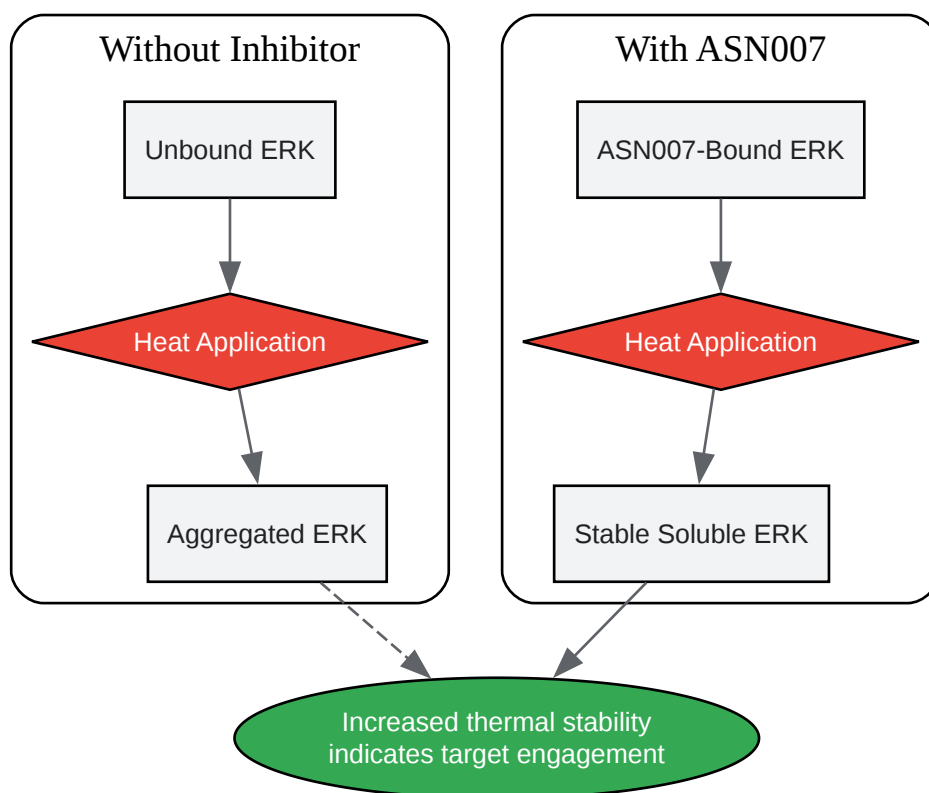 Without Inhibitor
Unbound ERK
Heat Application
Aggregated ERK
With ASN007
ASN007-Bound ERK
Heat Application
Stable Soluble ERK
Increased thermal stability
indicates target engagement